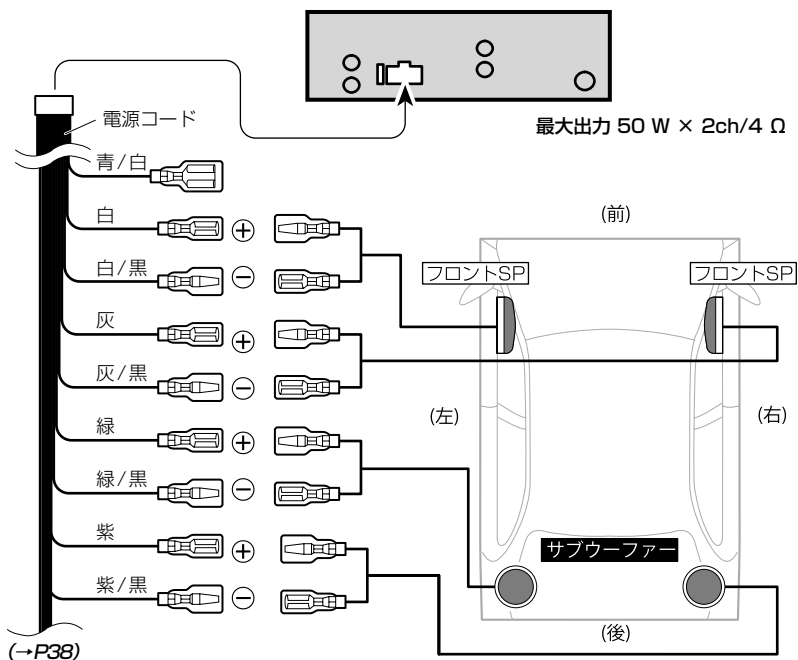 電源コード
最大出力 50 W × 2ch/4 Ω
青/白
白
⊕
白/黒
⊖
灰
⊕
灰/黒
⊖
緑
⊕
緑/黒
⊖
紫
⊕
紫/黒
⊖
(→P38)
(前)
フロントSP
フロントSP
(左)
(右)
サブウーファー
(後)